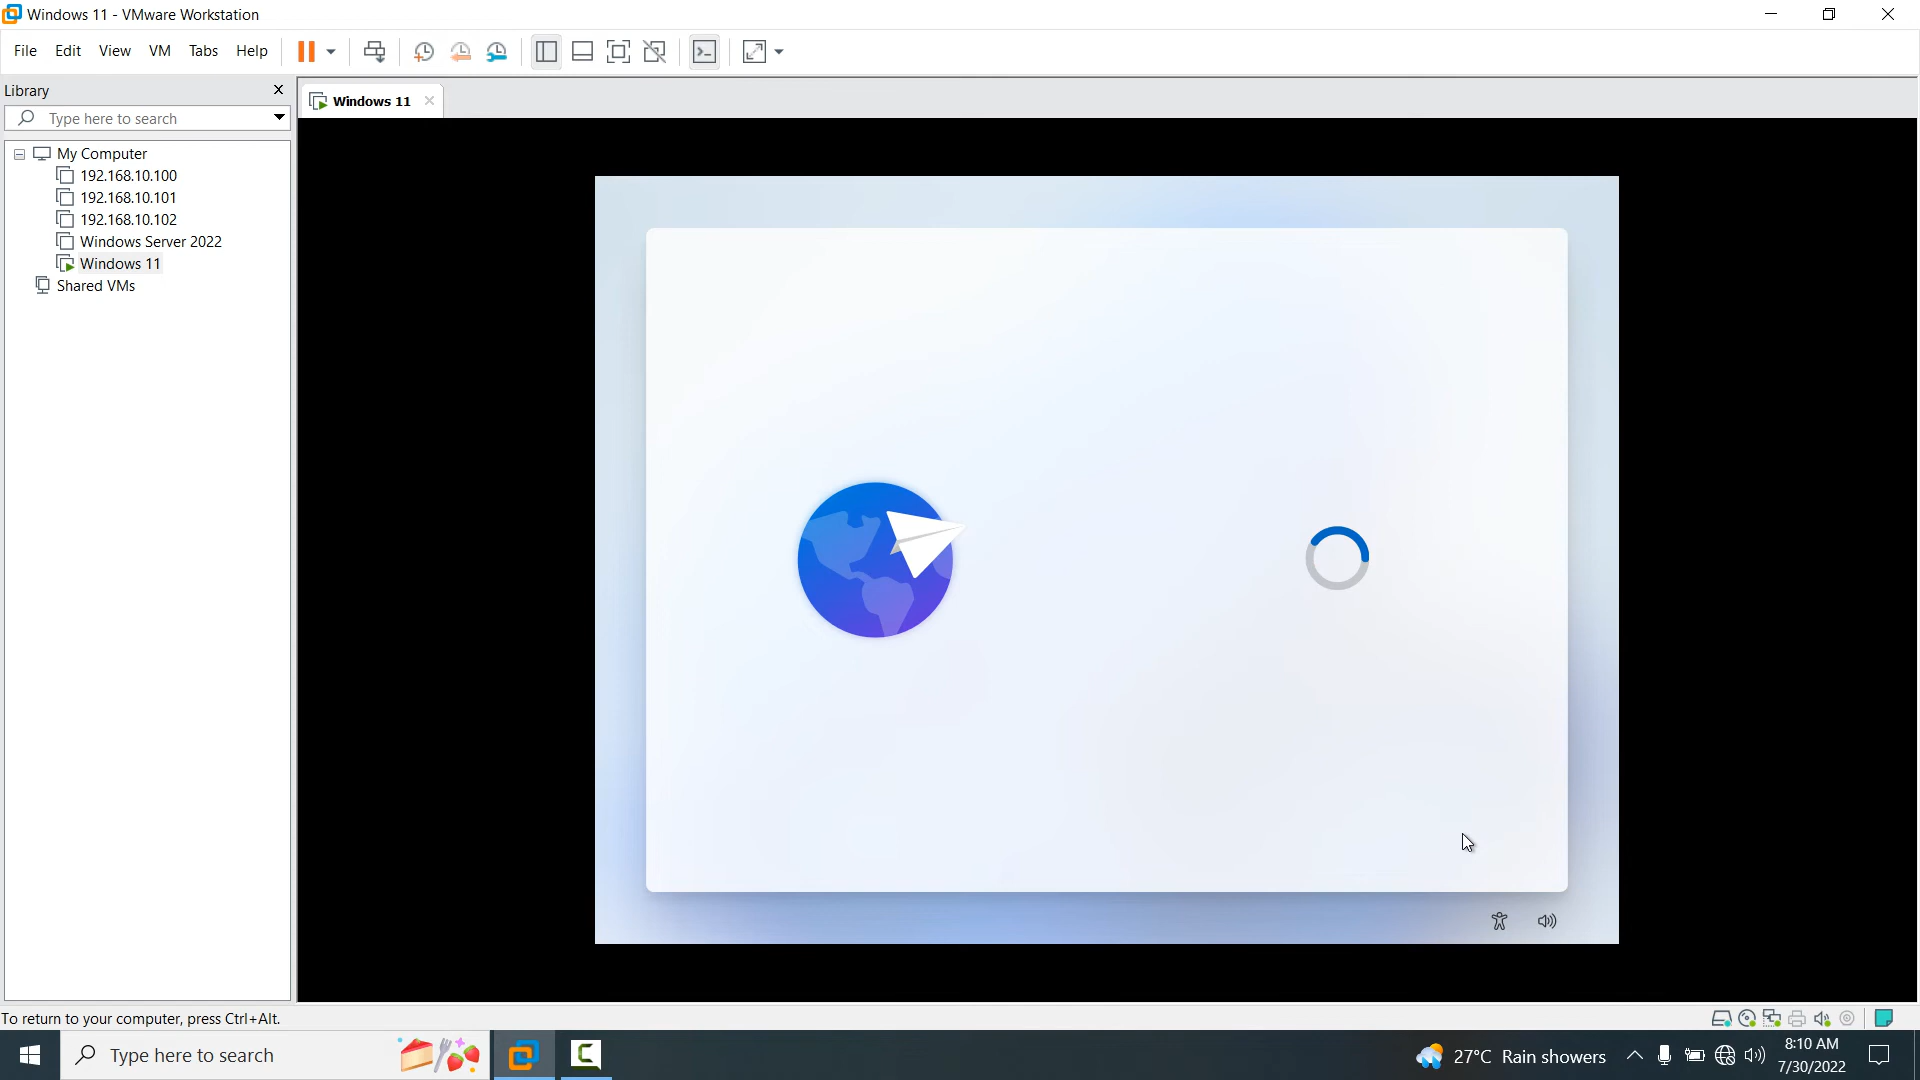 Windows 11 - VMware Workstation
File Edit View VM Tabs Help
Library
Windows 11
Type here to search
My Computer
192.168.10.100
192.168.10.101
192.168.10.102
Windows Server 2022
Windows 11
Shared VMs
To return to your computer, press Ctrl+Alt.
Type here to search
27°C Rain showers
8:10 AM
7/30/2022